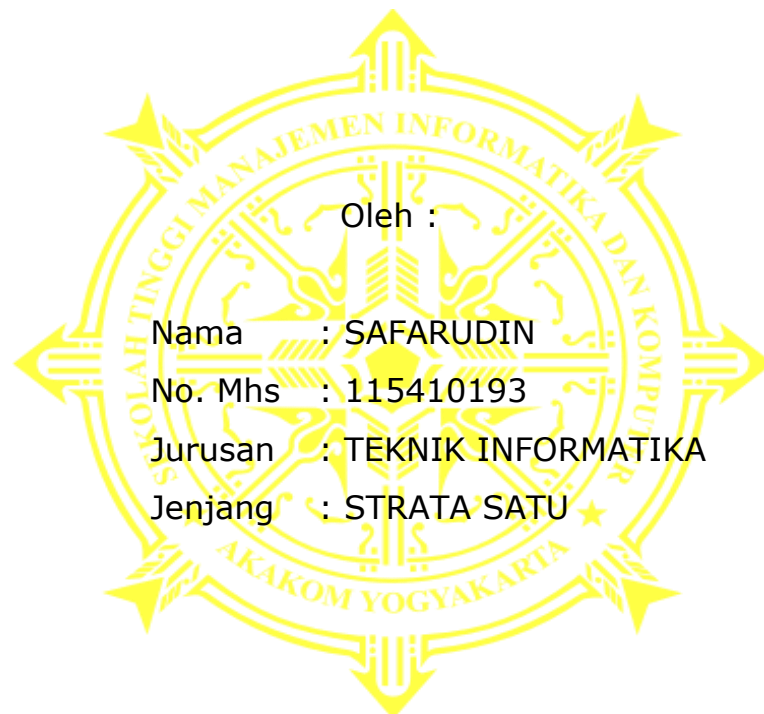 Oleh :
Nama : SAFARUDIN
No. Mhs : 115410193
Jurusan : TEKNIK INFORMATIKA
Jenjang : STRATA SATU
SEKOLAH TINGGI MANAJEMEN INFORMATIKA DAN KOMPUTER
AKAKOM YOGYAKARTA